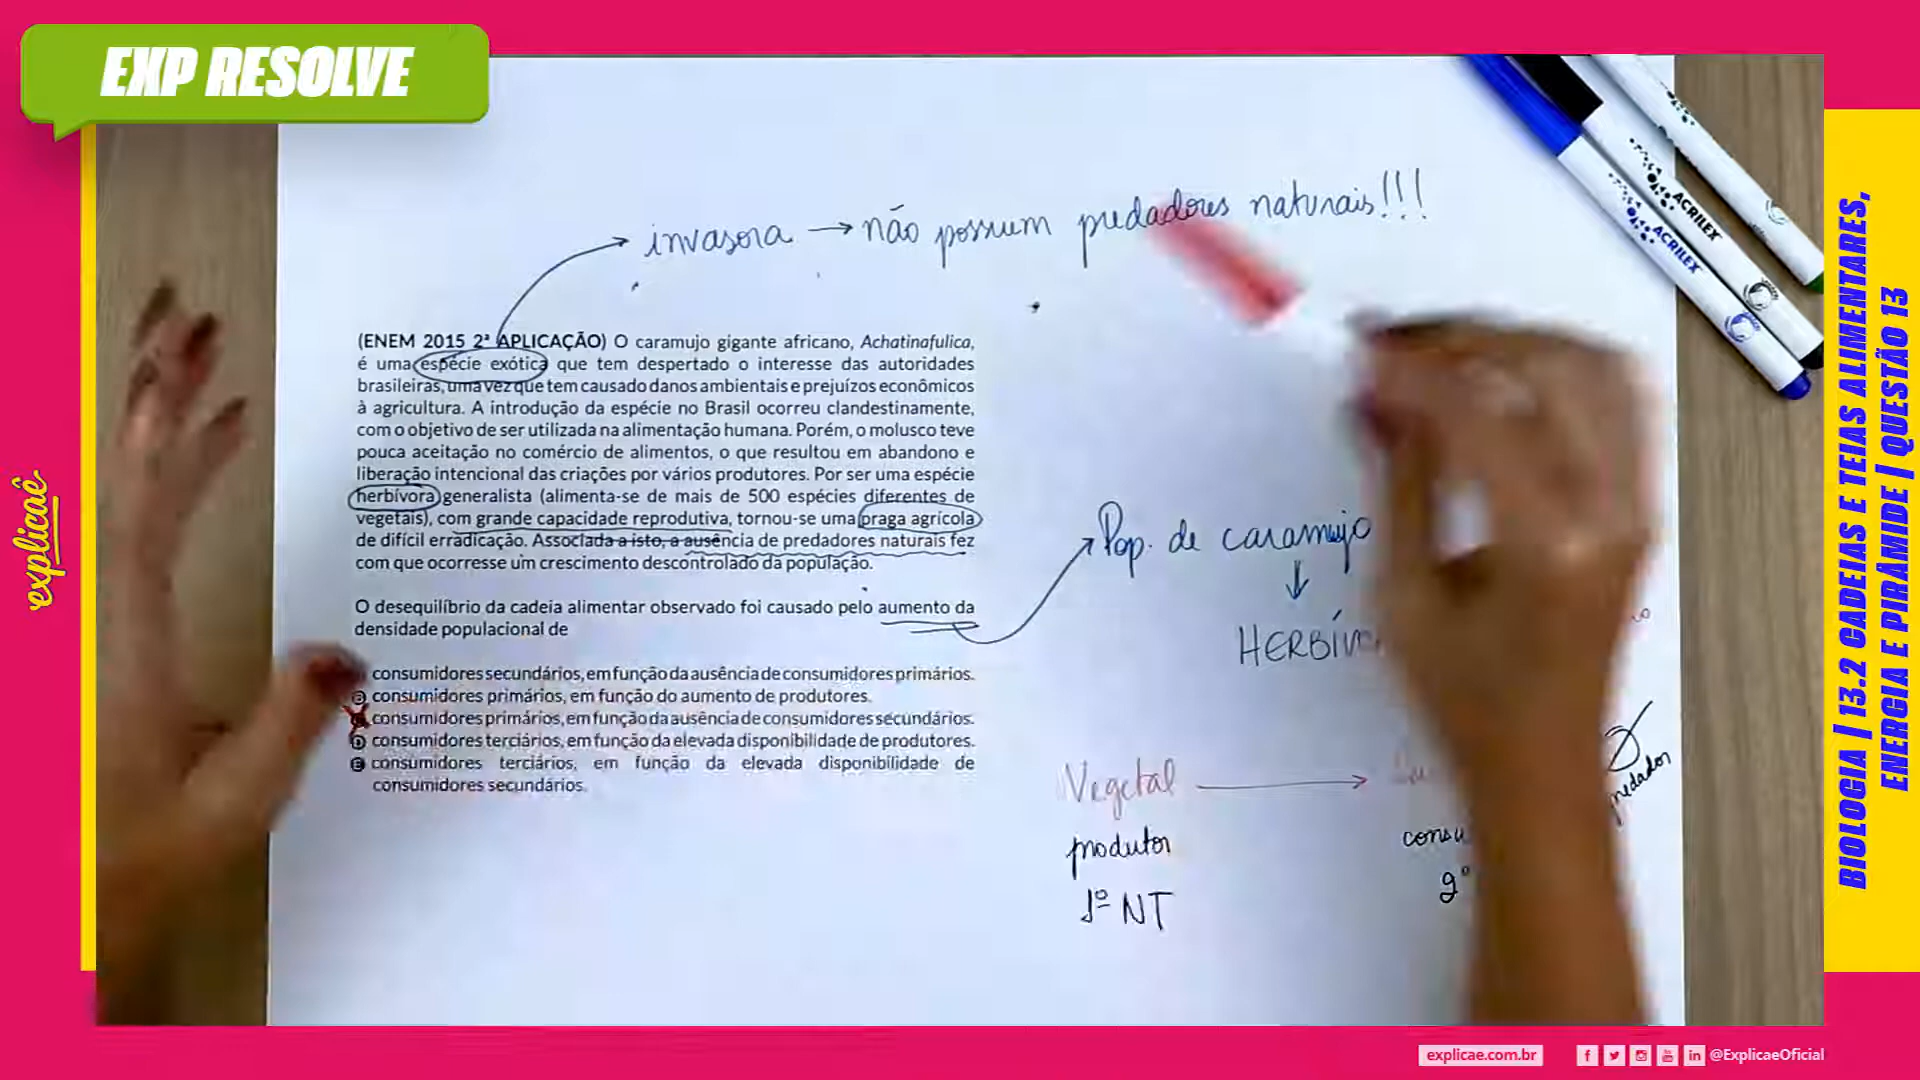 EXP RESOLVE
invasora → não possuem predadores naturais!!!
(ENEM 2015 2ª APLICAÇÃO) O caramujo gigante africano, Achatinafulica,
é uma espécie exótica que tem despertado o interesse das autoridades
brasileiras, uma vez que tem causado danos ambientais e prejuízos econômicos
à agricultura. A introdução da espécie no Brasil ocorreu clandestinamente,
com o objetivo de ser utilizada na alimentação humana. Porém, o molusco teve
pouca aceitação no comércio de alimentos, o que resultou em abandono e
liberação intencional das criações por vários produtores. Por ser uma espécie
herbívora generalista (alimenta-se de mais de 500 espécies diferentes de
vegetais), com grande capacidade reprodutiva, tornou-se uma praga agrícola
de difícil erradicação. Associada a isto, a ausência de predadores naturais fez
com que ocorresse um crescimento descontrolado da população.
O desequilíbrio da cadeia alimentar observado foi causado pelo aumento da
densidade populacional de
consumidores secundários, em função da ausência de consumidores primários.
B consumidores primários, em função do aumento de produtores.
consumidores primários, em função da ausência de consumidores secundários.
D consumidores terciários, em função da elevada disponibilidade de produtores.
E consumidores terciários, em função da elevada disponibilidade de
consumidores secundários.
Pop. de caramujo
↓
HERBÍV
Vegetal →
produtor
1º NT
consu
2º
predador
ACRILEX
ACRILEX
explicaê
BIOLOGIA | 13.2 CADEIAS E TEIAS ALIMENTARES,
ENERGIA E PIRÂMIDE | QUESTÃO 13
explicae.com.br
@ExplicaeOficial